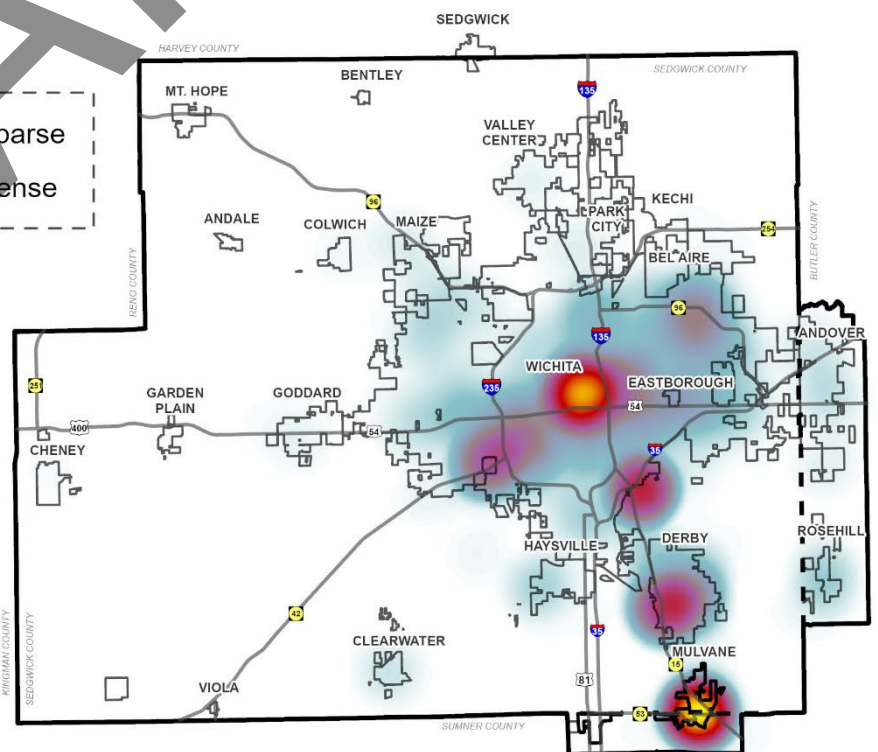 SEDGWICK
HARVEY COUNTY
SEDGWICK COUNTY
BENTLEY
MT. HOPE
135
VALLEY
CENTER
parse
ense
96
KECHI
PARK
CITY
ANDALE
COLWICH
MAIZE
254
BEL AIRE
RENO COUNTY
BUTLER COUNTY
96
135
ANDOVER
WICHITA
251
235
EASTBOROUGH
GARDEN
PLAIN
GODDARD
54
400
54
CHENEY
35
ROSEHILL
HAYSVILLE
DERBY
42
35
CLEARWATER
KINGMAN COUNTY
SEDGWICK COUNTY
MULVANE
15
81
VIOLA
53
SUMNER COUNTY